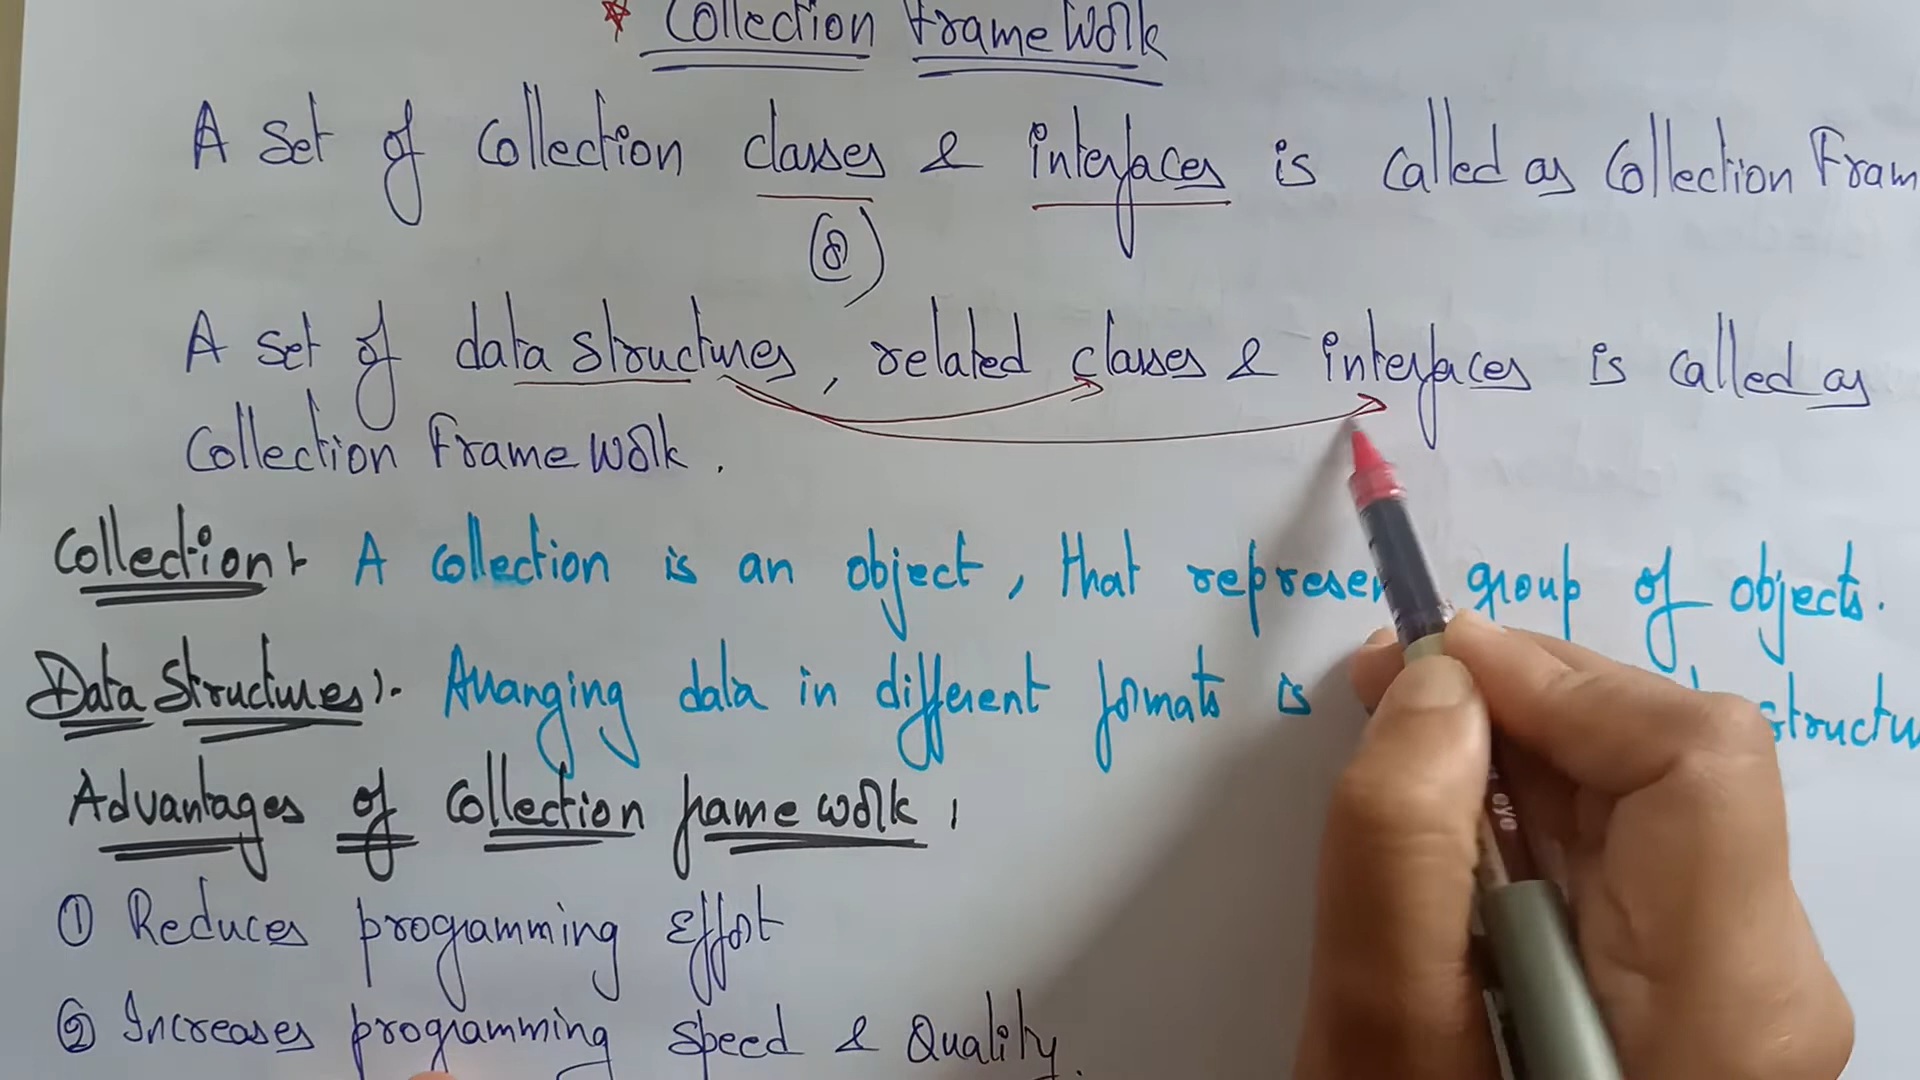 Collection Frame Work
A set of Collection classes & interfaces is called as Collection Fram
(or)
A set of data structures, related classes & interfaces is called as
Collection Frame Work.
Collection:- A collection is an object, that represen group of objects.
Data Structures:- Arranging data in different formats is structu
Advantages of Collection frame work:
① Reduces programming Effort
② Increases programming speed & Quality.